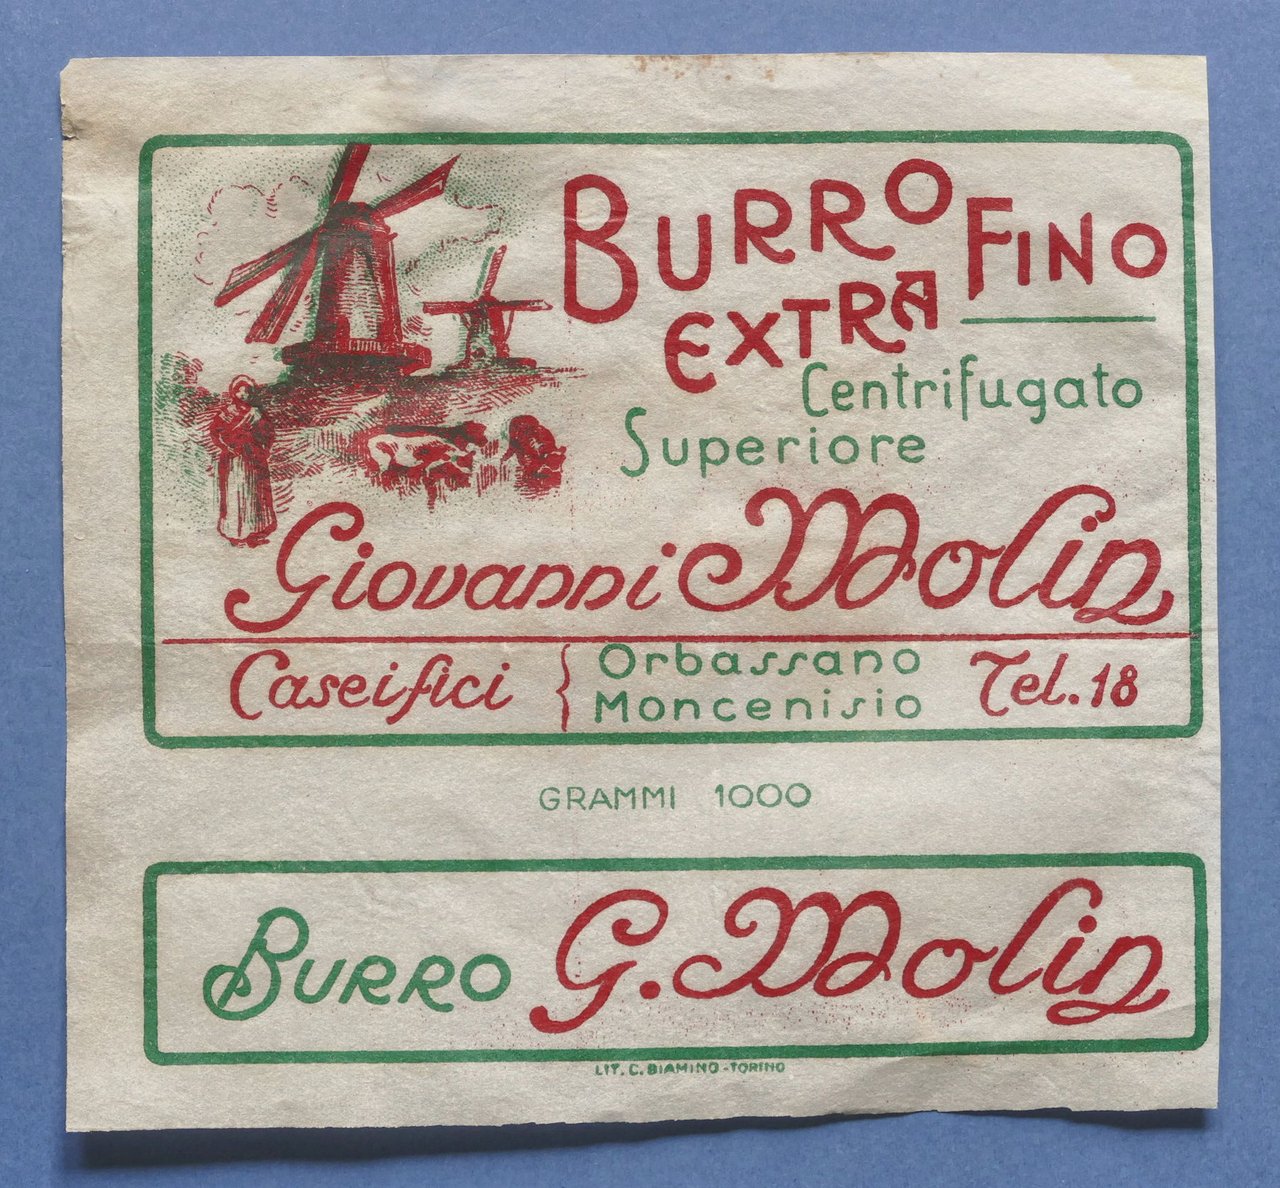 BURRO FINO
EXTRA
Centrifugato
Superiore
Giovanni Molin
Caseifici { Orbassano
Moncenisio
Tel. 18
GRAMMI 1000
BURRO G. Molin
LIT. C. BIAMINO - TORINO